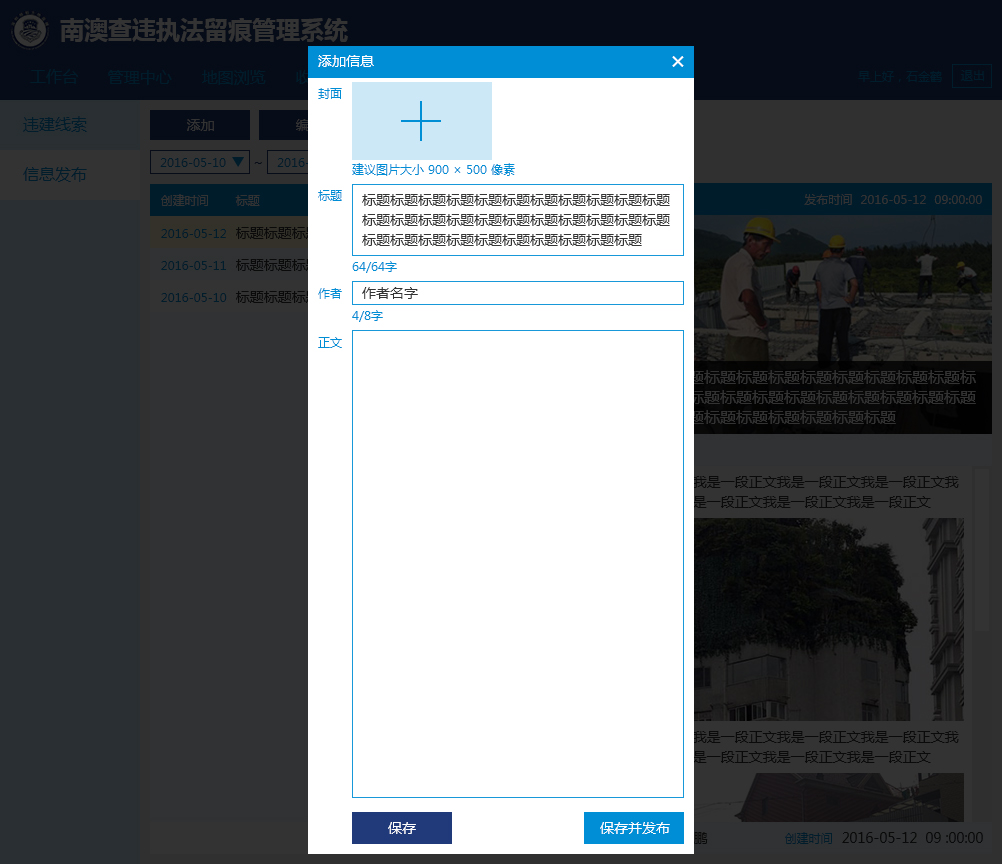 南澳查违执法留痕管理系统
工作台 管理中心 地图浏览
早上好，石金鹏 退出
添加信息
违建线索
信息发布
添加 编
2016-05-10 ~ 2016-
创建时间 标题
2016-05-12 标题标题标
2016-05-11 标题标题标
2016-05-10 标题标题标
封面
建议图片大小 900 × 500 像素
标题
标题标题标题标题标题标题标题标题标题标题标题
标题标题标题标题标题标题标题标题标题标题标题
标题标题标题标题标题标题标题标题标题标题
64/64字
作者 作者名字
4/8字
正文
保存 保存并发布
发布时间 2016-05-12 09:00:00
题标题标题标题标题标题标题标题标题标
标题标题标题标题标题标题标题标题标题
题标题标题标题标题标题标题
我是一段正文我是一段正文我是一段正文我
是一段正文我是一段正文我是一段正文
我是一段正文我是一段正文我是一段正文我
是一段正文我是一段正文我是一段正文
鹏 创建时间 2016-05-12 09 :00:00